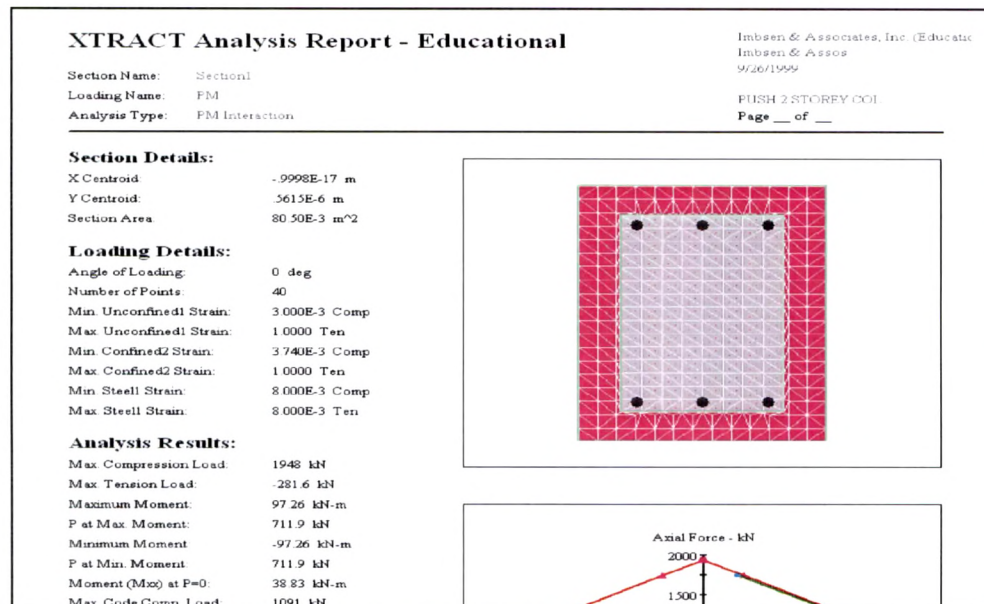 XTRACT Analysis Report - Educational
Imbsen & Associates, Inc. (Educatic
Imbsen & Assos
9/26/1999
Section Name: Section1
Loading Name: PM
Analysis Type: PM Interaction
PUSH 2 STOREY COL
Page __ of __
Section Details:
X Centroid: -.9998E-17 m
Y Centroid: .5615E-6 m
Section Area: 80.50E-3 m^2
Loading Details:
Angle of Loading: 0 deg
Number of Points: 40
Min. Unconfined1 Strain: 3.000E-3 Comp
Max. Unconfined1 Strain: 1.0000 Ten
Min. Confined2 Strain: 3.740E-3 Comp
Max. Confined2 Strain: 1.0000 Ten
Min. Steel1 Strain: 8.000E-3 Comp
Max. Steel1 Strain: 8.000E-3 Ten
Analysis Results:
Max. Compression Load: 1948 kN
Max. Tension Load: -281.6 kN
Maximum Moment: 97.26 kN-m
P at Max. Moment: 711.9 kN
Minimum Moment -97.26 kN-m
P at Min. Moment: 711.9 kN
Moment (Mxx) at P=0: 38.83 kN-m
Max. Code Comp. Load: 1091 kN
Axial Force - kN
2000
1500